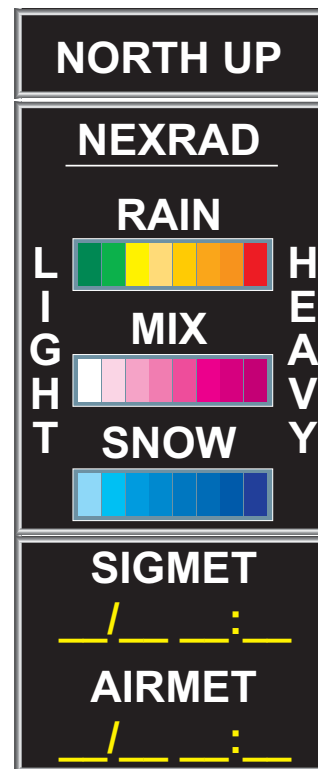 NORTH UP
NEXRAD
RAIN
LIGHT
HEAVY
MIX
SNOW
SIGMET
__/__ __:__
AIRMET
__/__ __:__